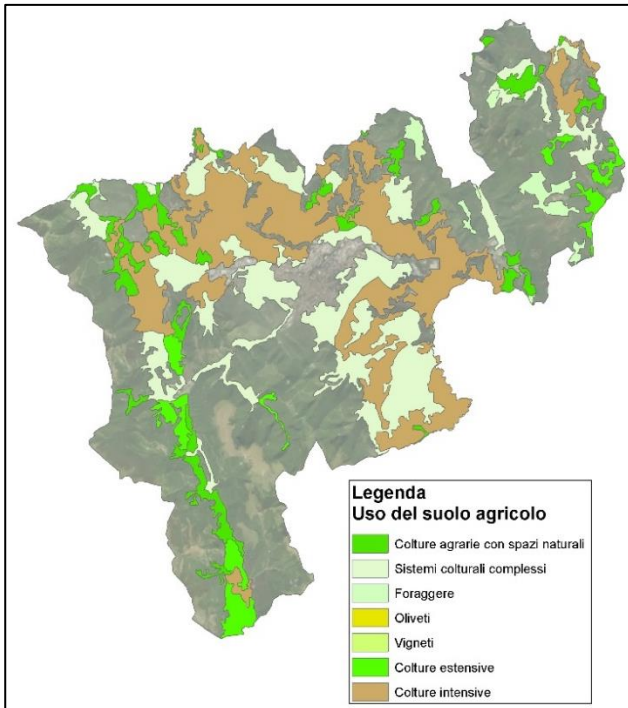 Legenda
Uso del suolo agricolo
Colture agrarie con spazi naturali
Sistemi colturali complessi
Foraggere
Oliveti
Vigneti
Colture estensive
Colture intensive